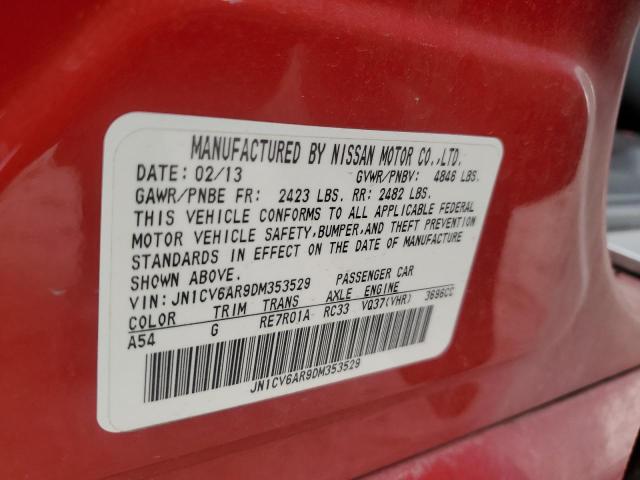 MANUFACTURED BY NISSAN MOTOR CO.,LTD.
DATE: 02/13 GVWR/PNBV: 4846 LBS.
GAWR/PNBE FR: 2423 LBS. RR: 2482 LBS.
THIS VEHICLE CONFORMS TO ALL APPLICABLE FEDERAL
MOTOR VEHICLE SAFETY,BUMPER,AND THEFT PREVENTION
STANDARDS IN EFFECT ON THE DATE OF MANUFACTURE
SHOWN ABOVE.
VIN: JN1CV6AR9DM353529 PASSENGER CAR
COLOR TRIM TRANS AXLE ENGINE
A54 G RE7R01A RC33 VQ37(VHR) 3696CC
JN1CV6AR9DM353529